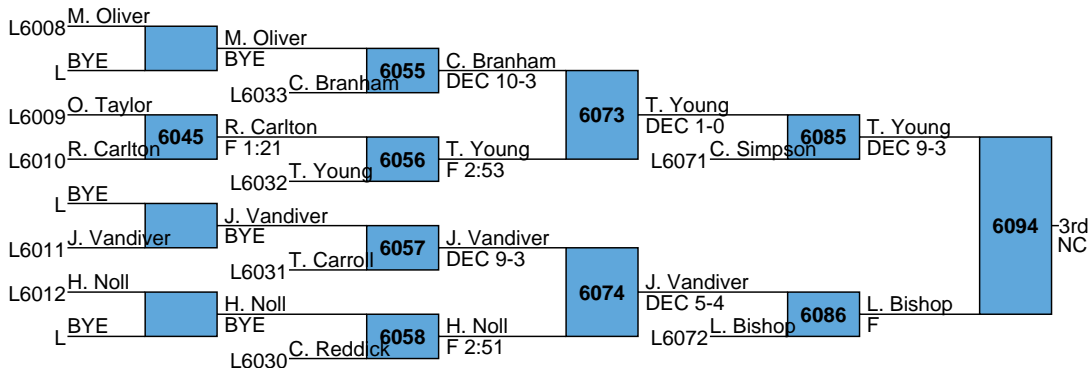 M. Oliver
L6008
M. Oliver
BYE
BYE
L
6055
C. Branham
DEC 10-3
C. Branham
L6033
O. Taylor
L6009
6045
R. Carlton
F 1:21
6073
T. Young
DEC 1-0
R. Carlton
L6010
6056
T. Young
F 2:53
T. Young
L6032
6085
T. Young
DEC 9-3
C. Simpson
L6071
L
BYE
J. Vandiver
BYE
J. Vandiver
L6011
6057
J. Vandiver
DEC 9-3
T. Carroll
L6031
6094
3rd
NC
H. Noll
L6012
6074
J. Vandiver
DEC 5-4
H. Noll
BYE
BYE
L
6058
H. Noll
F 2:51
C. Reddick
L6030
6086
L. Bishop
F
L. Bishop
L6072